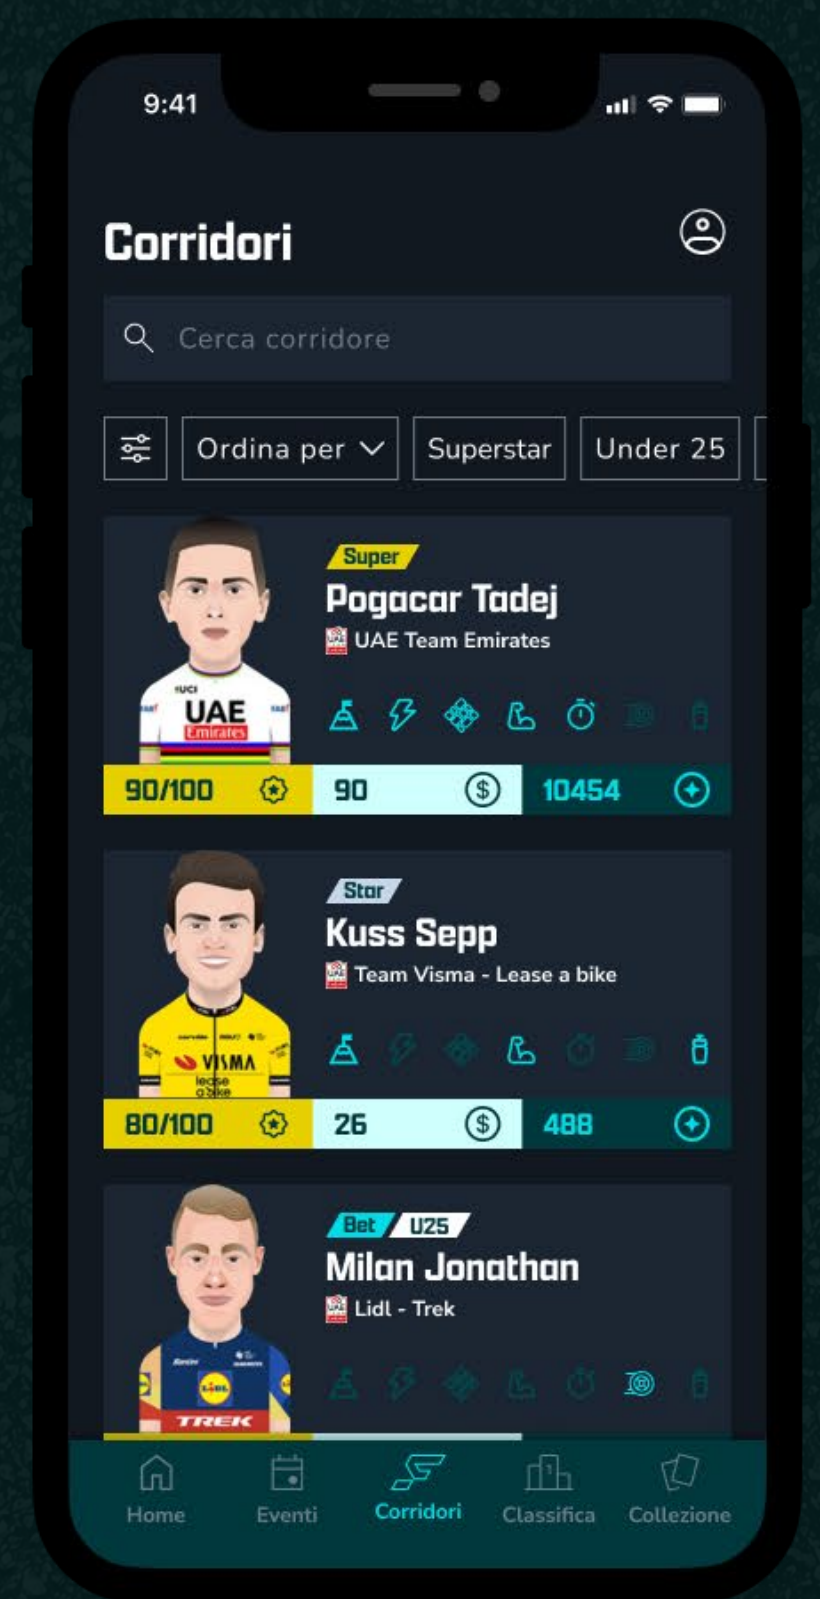 9:41
Corridori
Cerca corridore
Ordina per
Superstar
Under 25
Super
Pogacar Tadej
UAE Team Emirates
UCI
UAE
Emirates
90/100
90
10454
Star
Kuss Sepp
Team Visma - Lease a bike
VISMA
lease
a bike
80/100
26
488
Bet
U25
Milan Jonathan
Lidl - Trek
LIDL
TREK
Home
Eventi
Corridori
Classifica
Collezione